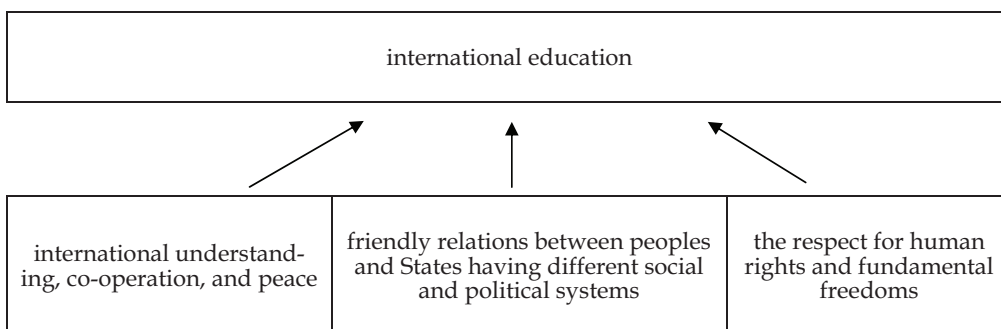 international education
international understand-
ing, co-operation, and peace
friendly relations between peoples
and States having different social
and political systems
the respect for human
rights and fundamental
freedoms